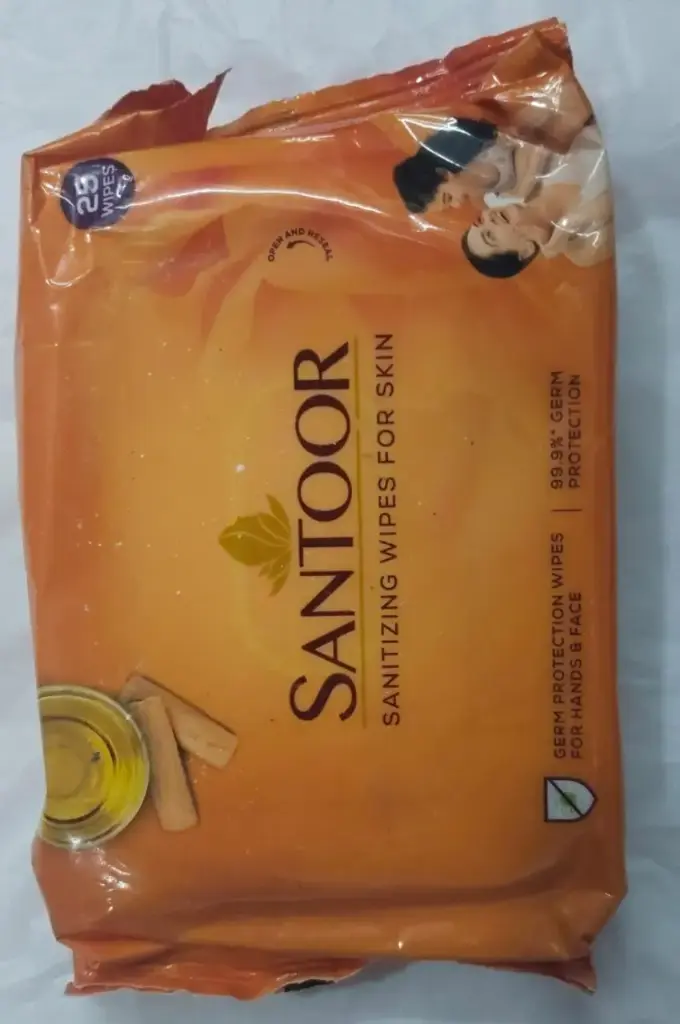 25
WIPES
OPEN AND RESEAL
SANTOOR
SANITIZING WIPES FOR SKIN
GERM PROTECTION WIPES
FOR HANDS & FACE
99.9%* GERM
PROTECTION